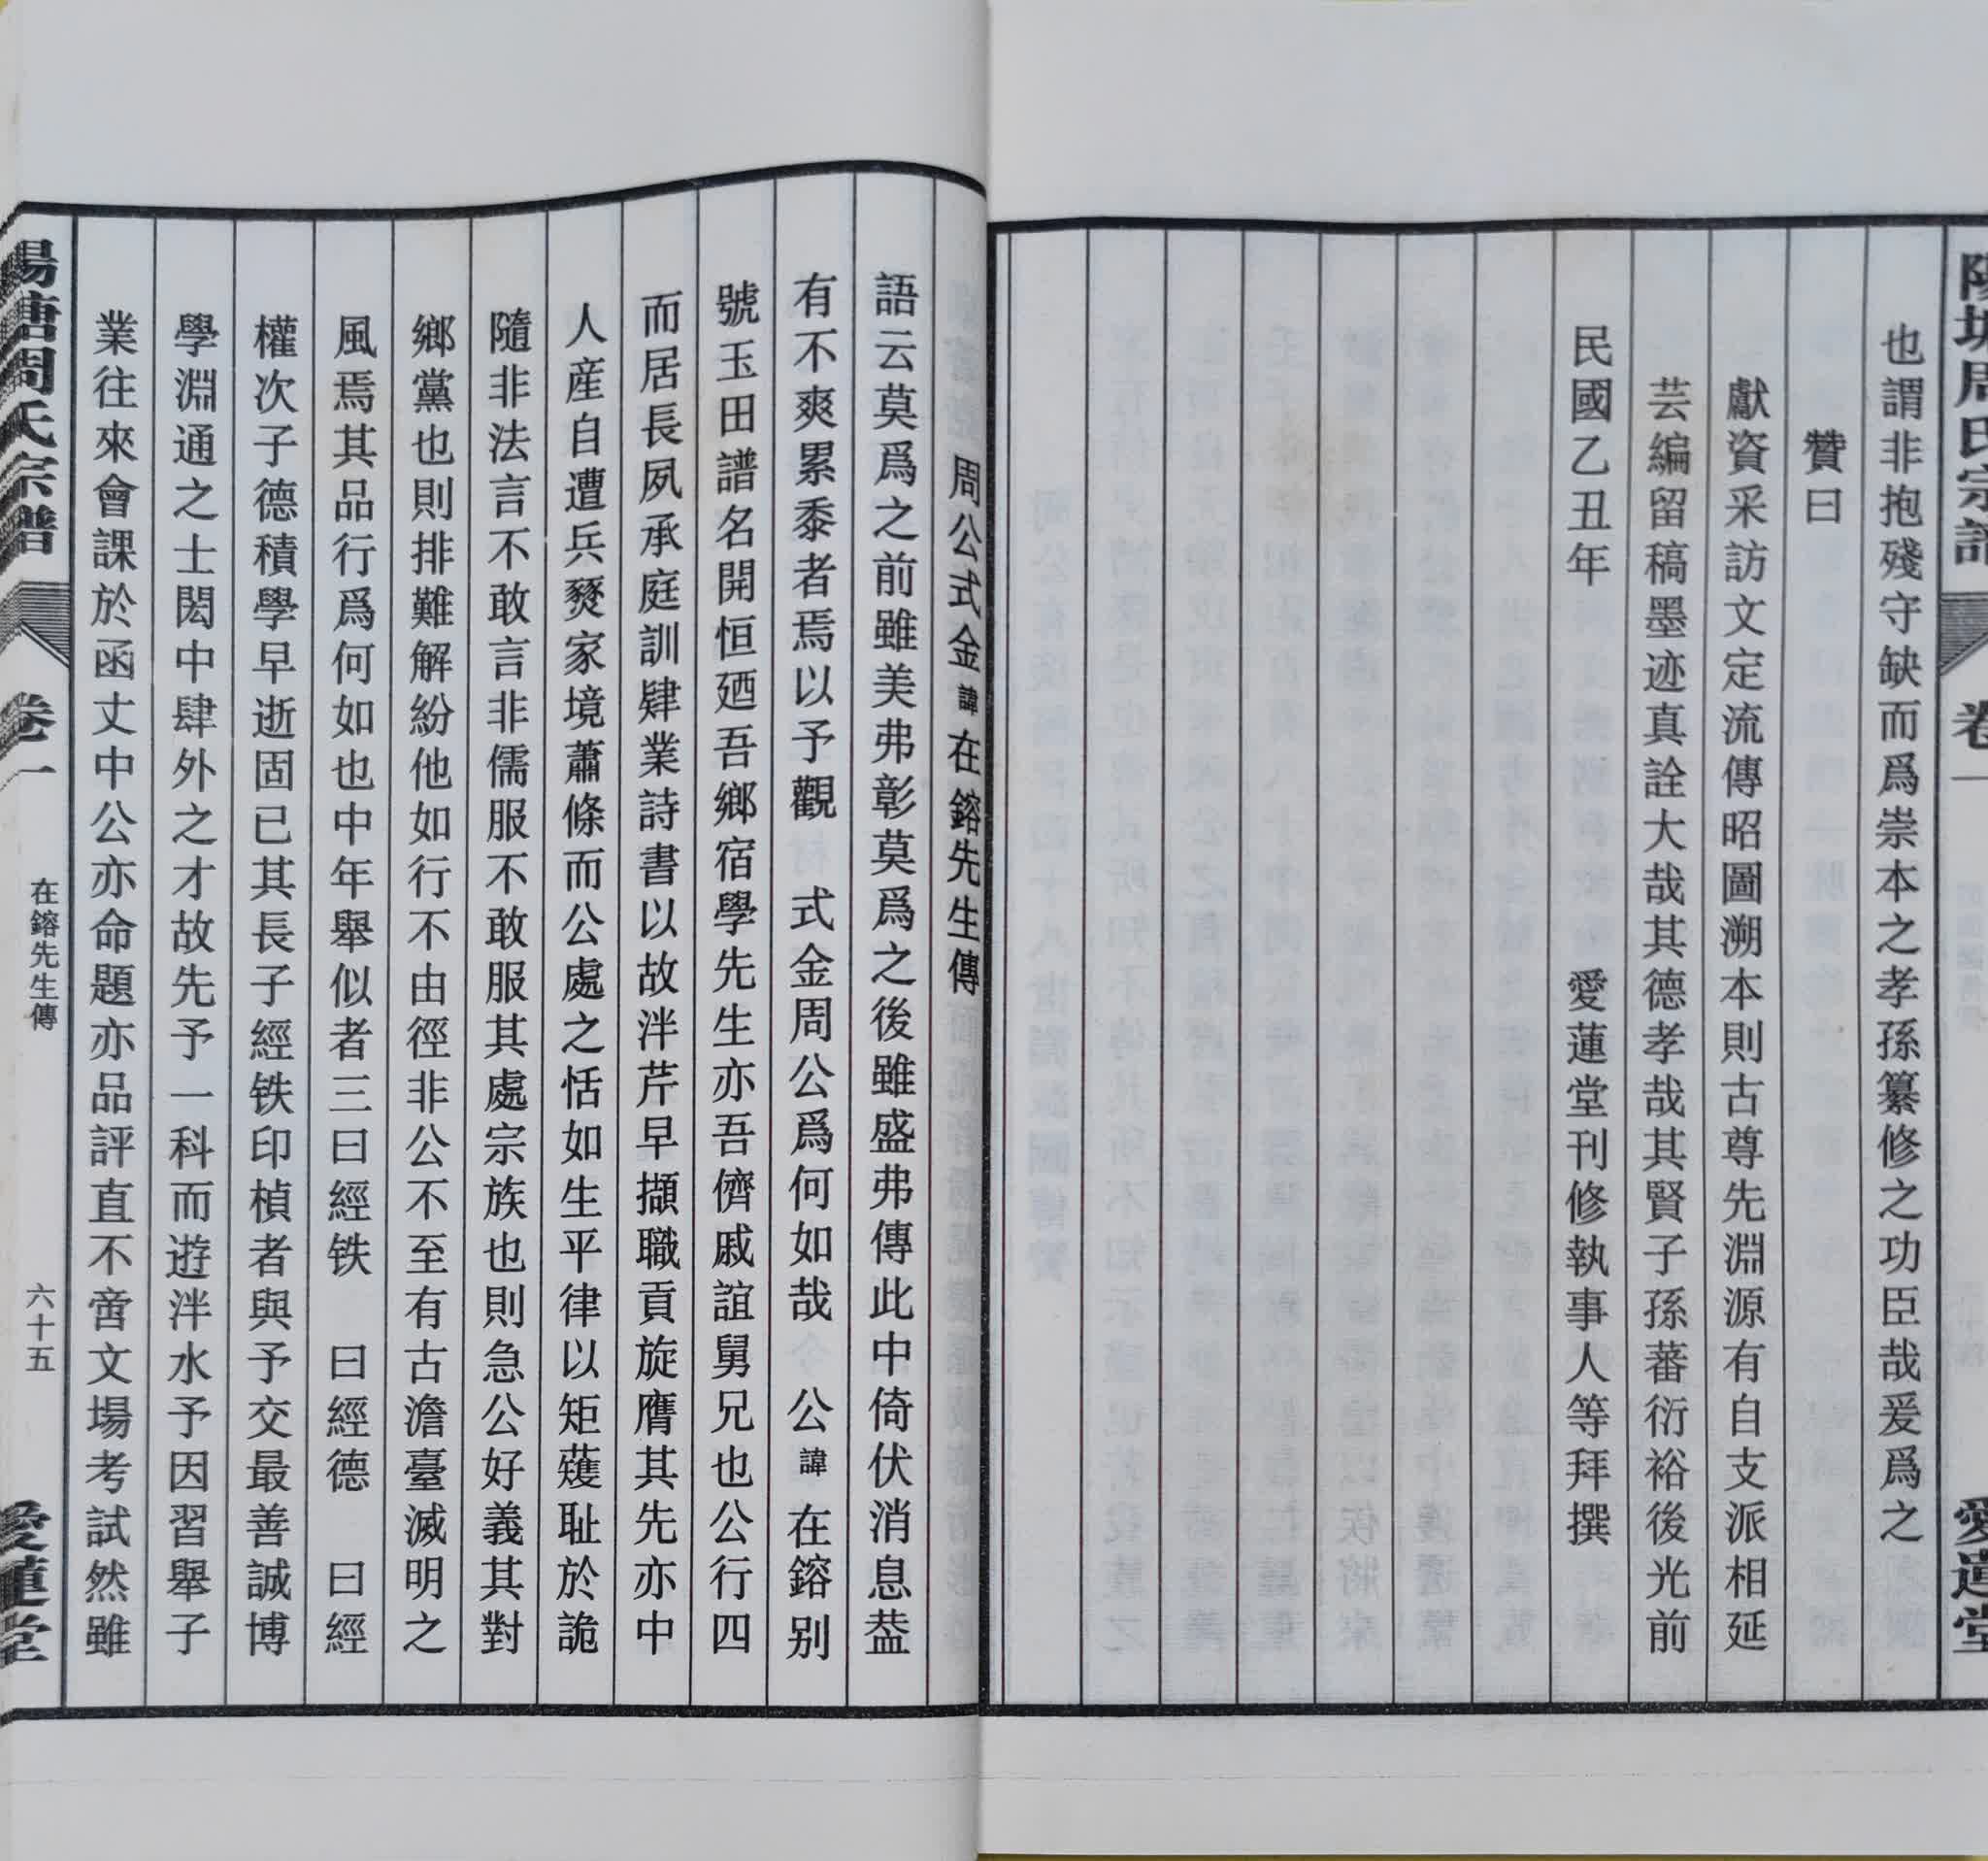 周氏宗譜
卷一
愛蓮堂
也謂非抱殘守缺而爲崇本之孝孫纂修之功臣哉爰爲之
贊曰
獻資采訪文定流傳昭圖溯本則古尊先淵源有自支派相延
芸編留稿墨迹真詮大哉其德孝哉其賢子孫蕃衍裕後光前
民國乙丑年　愛蓮堂刊修執事人等拜撰
周公式金諱在鎔先生傳
語云莫爲之前雖美弗彰莫爲之後雖盛弗傳此中倚伏消息葢
有不爽累黍者焉以予觀　式金周公爲何如哉　公諱在鎔别
號玉田譜名開恒廼吾鄉宿學先生亦吾儕戚誼舅兄也公行四
而居長夙承庭訓肄業詩書以故泮芹早擷職貢旋膺其先亦中
人産自遭兵燹家境蕭條而公處之恬如生平律以矩矱耻於詭
隨非法言不敢言非儒服不敢服其處宗族也則急公好義其對
鄉黨也則排難解紛他如行不由徑非公不至有古澹臺滅明之
風焉其品行爲何如也中年舉似者三曰經铁　曰經德　曰經
權次子德積學早逝固已其長子經铁印楨者與予交最善誠博
學淵通之士閎中肆外之才故先予一科而遊泮水予因習舉子
業往來會課於函丈中公亦命題亦品評直不啻文場考試然雖
陽塘周氏宗譜
卷一
在鎔先生傳
六十五
愛蓮堂